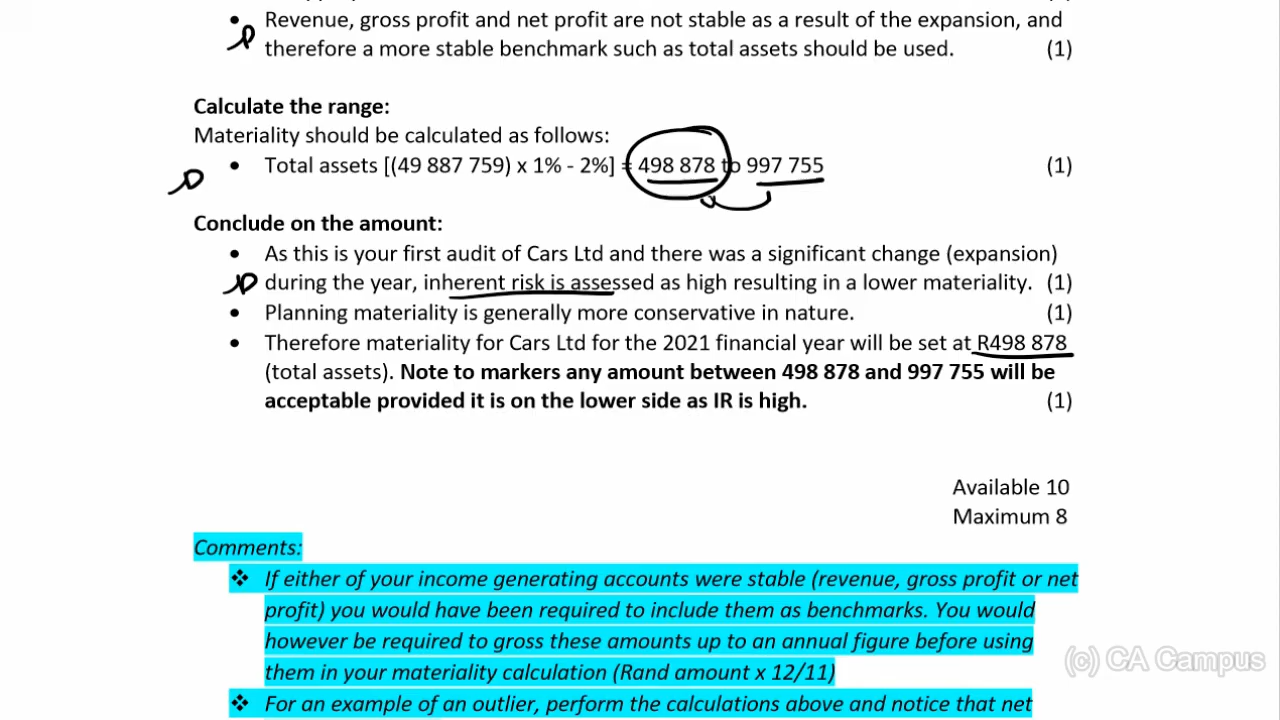 • Revenue, gross profit and net profit are not stable as a result of the expansion, and
therefore a more stable benchmark such as total assets should be used. (1)
Calculate the range:
Materiality should be calculated as follows:
• Total assets [(49 887 759) x 1% - 2%] = 498 878 to 997 755 (1)
Conclude on the amount:
• As this is your first audit of Cars Ltd and there was a significant change (expansion)
during the year, inherent risk is assessed as high resulting in a lower materiality. (1)
• Planning materiality is generally more conservative in nature. (1)
• Therefore materiality for Cars Ltd for the 2021 financial year will be set at R498 878
(total assets). Note to markers any amount between 498 878 and 997 755 will be
acceptable provided it is on the lower side as IR is high. (1)
Available 10
Maximum 8
Comments:
❖ If either of your income generating accounts were stable (revenue, gross profit or net
profit) you would have been required to include them as benchmarks. You would
however be required to gross these amounts up to an annual figure before using
them in your materiality calculation (Rand amount x 12/11)
(c) CA Campus
❖ For an example of an outlier, perform the calculations above and notice that net